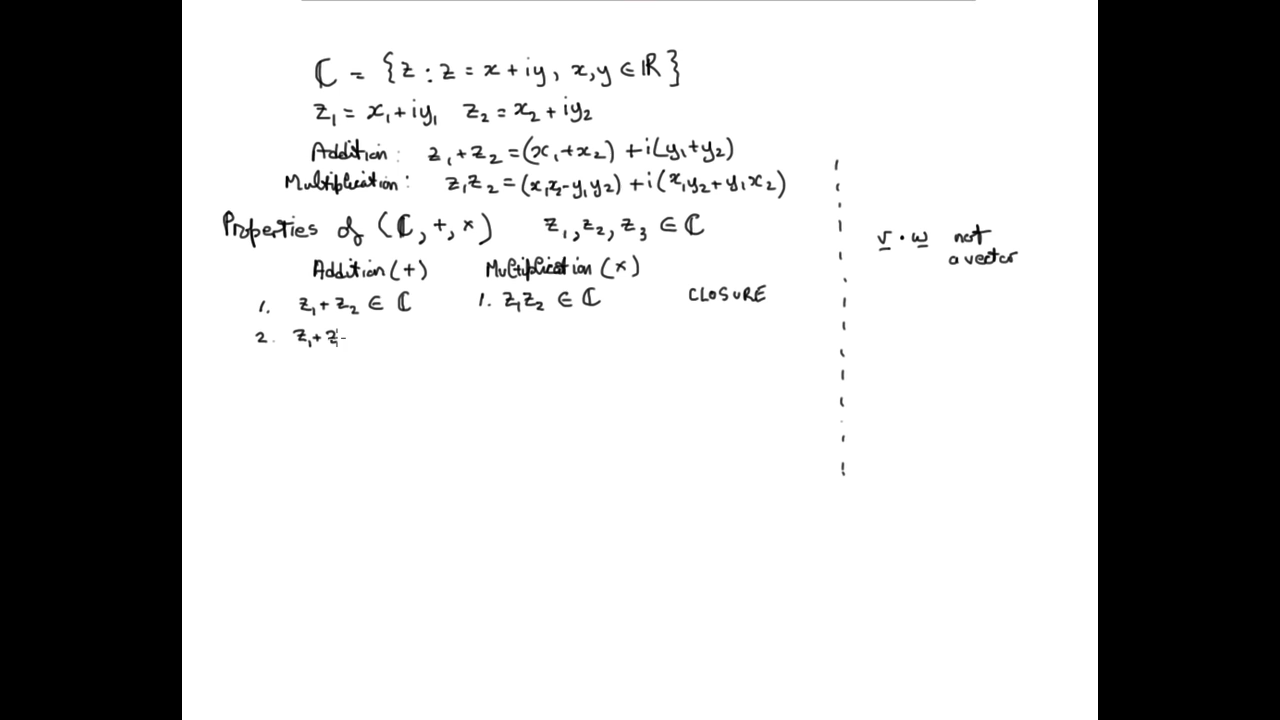 ℂ = {z : z = x + iy, x,y ∈ ℝ}
z₁ = x₁ + iy₁ z₂ = x₂ + iy₂
Addition : z₁ + z₂ = (x₁ + x₂) + i(y₁ + y₂)
Multiplication : z₁z₂ = (x₁x₂ - y₁y₂) + i(x₁y₂ + y₁x₂)
Properties of (ℂ, +, ×) z₁, z₂, z₃ ∈ ℂ
Addition (+) Multiplication (×)
1. z₁ + z₂ ∈ ℂ 1. z₁z₂ ∈ ℂ CLOSURE
2. z₁ + z
v · w not
a vector